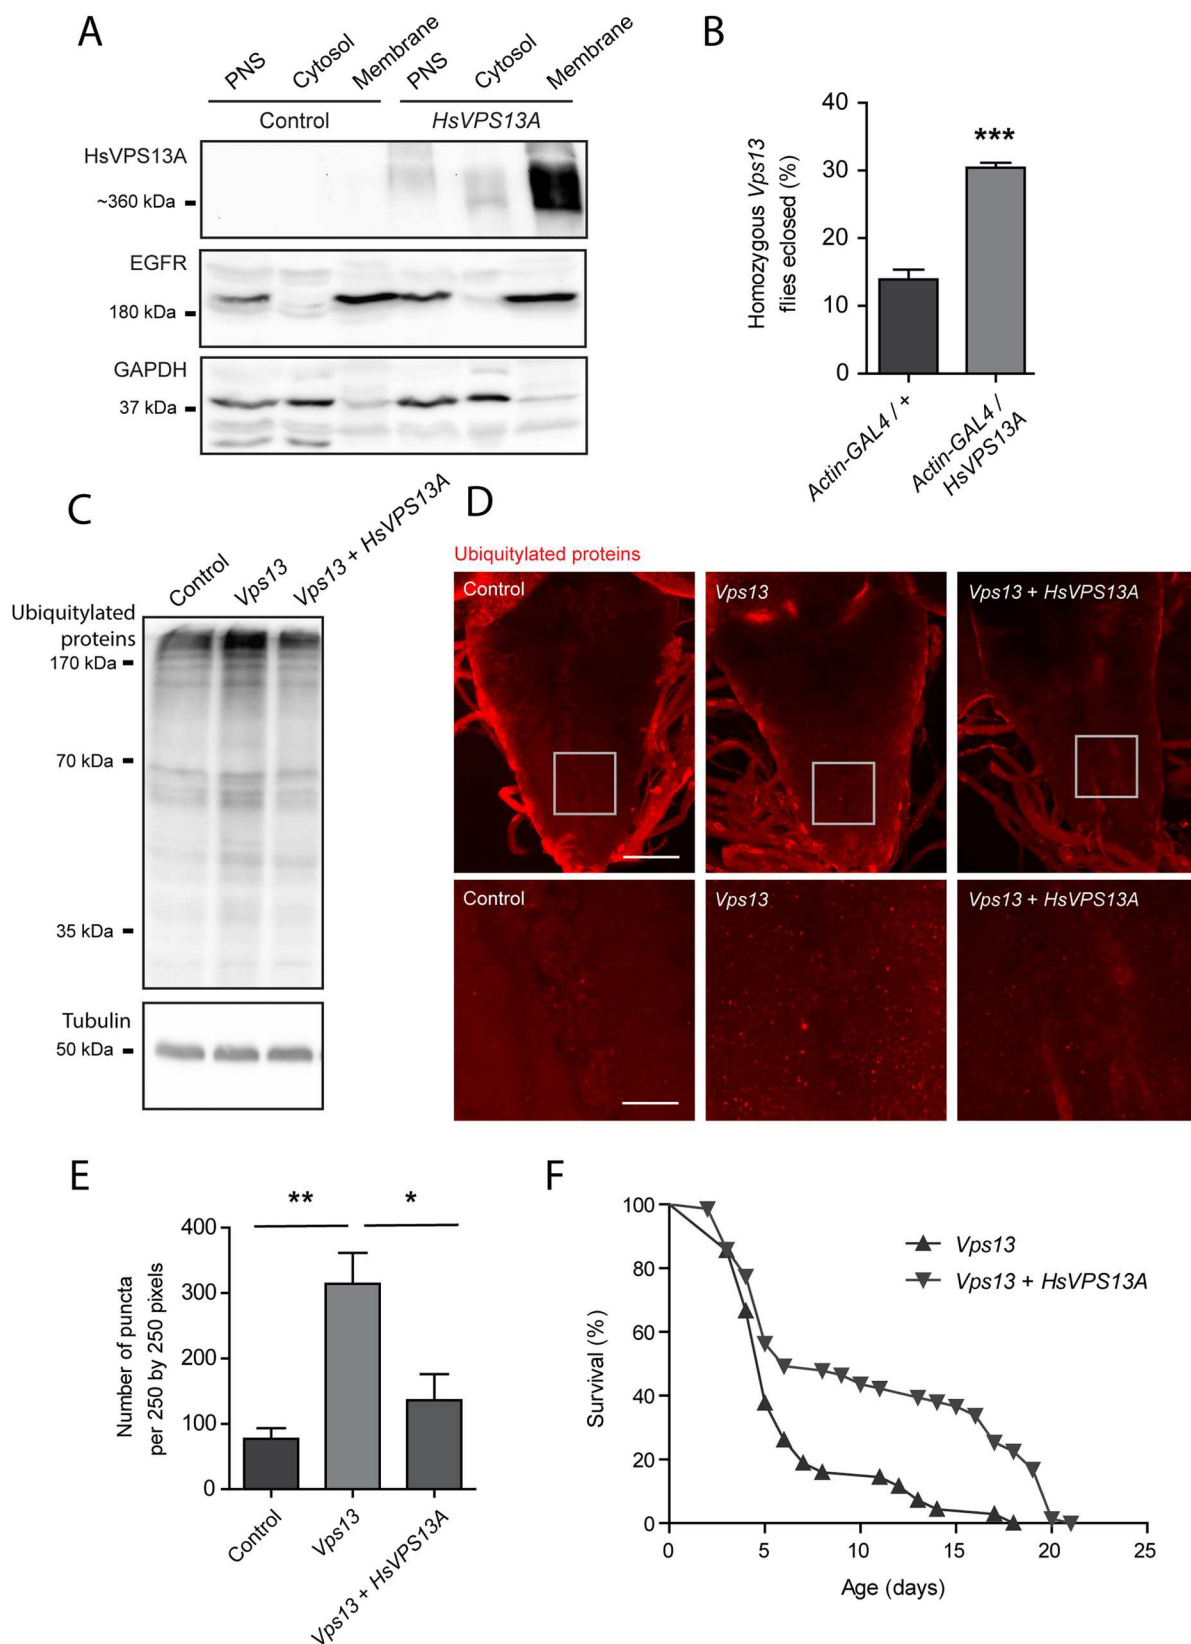 A
PNS
Cytosol
Membrane
PNS
Cytosol
Membrane
Control
HsVPS13A
HsVPS13A
~360 kDa
EGFR
180 kDa
GAPDH
37 kDa
B
Homozygous Vps13
flies eclosed (%)
40
30
20
10
0
***
Actin-GAL4 / +
Actin-GAL4 /
HsVPS13A
C
Control
Vps13
Vps13 + HsVPS13A
Ubiquitylated
proteins
170 kDa
70 kDa
35 kDa
Tubulin
50 kDa
D
Ubiquitylated proteins
Control
Vps13
Vps13 + HsVPS13A
Control
Vps13
Vps13 + HsVPS13A
E
Number of puncta
per 250 by 250 pixels
400
300
200
100
0
**
*
Control
Vps13
Vps13 + HsVPS13A
F
Survival (%)
100
80
60
40
20
0
Vps13
Vps13 + HsVPS13A
0 5 10 15 20 25
Age (days)